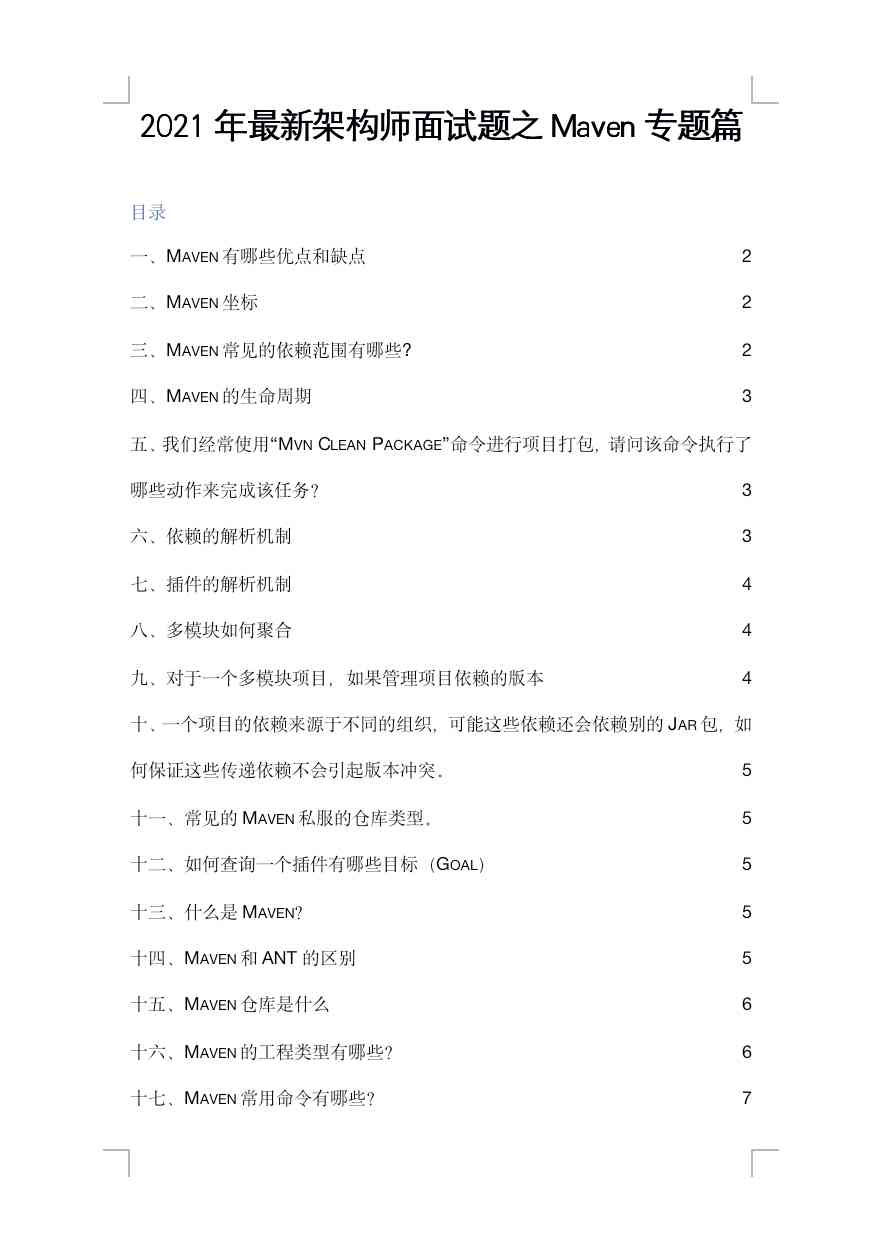 2021 年最新架构师面试题之 Maven 专题篇
目录
一、MAVEN 有哪些优点和缺点 2
二、MAVEN 坐标 2
三、MAVEN 常见的依赖范围有哪些? 2
四、MAVEN 的生命周期 3
五、我们经常使用“MVN CLEAN PACKAGE”命令进行项目打包，请问该命令执行了
哪些动作来完成该任务? 3
六、依赖的解析机制 3
七、插件的解析机制 4
八、多模块如何聚合 4
九、对于一个多模块项目，如果管理项目依赖的版本 4
十、一个项目的依赖来源于不同的组织，可能这些依赖还会依赖别的 JAR 包，如
何保证这些传递依赖不会引起版本冲突。 5
十一、常见的 MAVEN 私服的仓库类型。 5
十二、如何查询一个插件有哪些目标（GOAL） 5
十三、什么是 MAVEN? 5
十四、MAVEN 和 ANT 的区别 5
十五、MAVEN 仓库是什么 6
十六、MAVEN 的工程类型有哪些? 6
十七、MAVEN 常用命令有哪些? 7